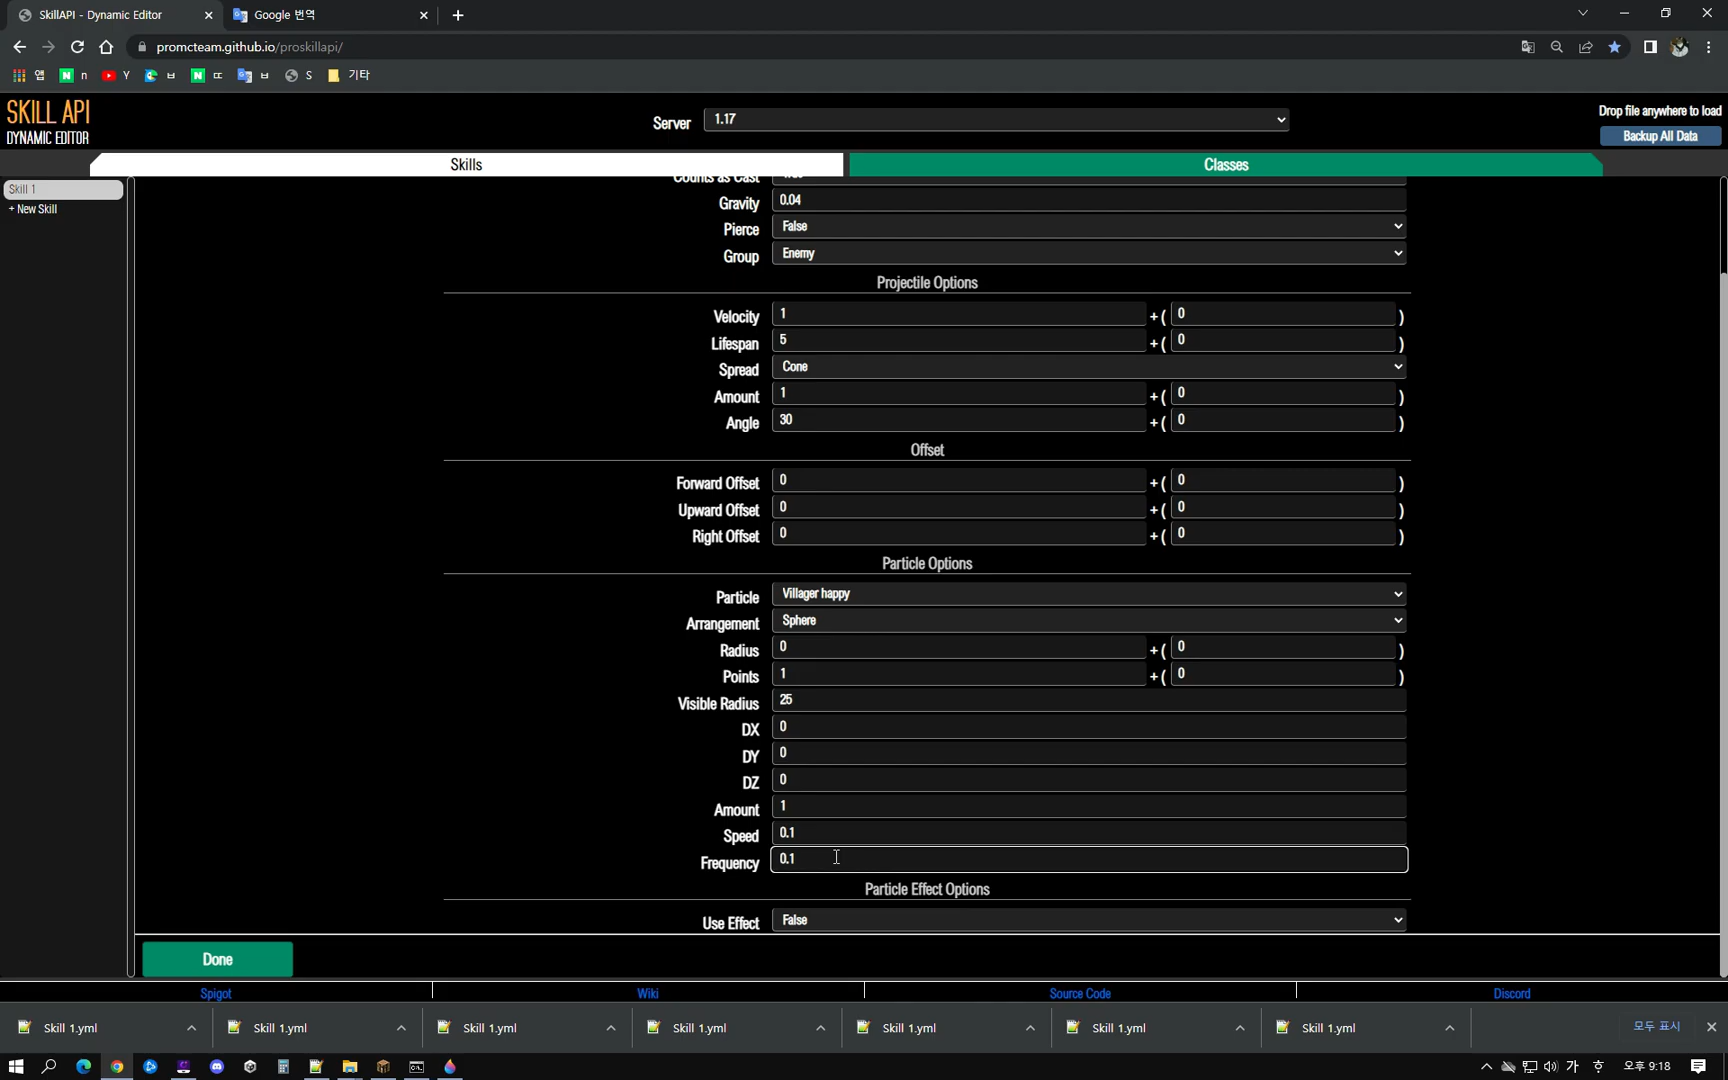 SkillAPI - Dynamic Editor
Google 번역
promcteam.github.io/proskillapi/
앱 n Y ㅂ ㄸ ㅂ S 기타
SKILL API
DYNAMIC EDITOR
Server 1.17
Drop file anywhere to load
Backup All Data
Skills
Classes
Skill 1
+ New Skill
Counts as Cast
Gravity 0.04
Pierce False
Group Enemy
Projectile Options
Velocity 1 +( 0 )
Lifespan 5 +( 0 )
Spread Cone
Amount 1 +( 0 )
Angle 30 +( 0 )
Offset
Forward Offset 0 +( 0 )
Upward Offset 0 +( 0 )
Right Offset 0 +( 0 )
Particle Options
Particle Villager happy
Arrangement Sphere
Radius 0 +( 0 )
Points 1 +( 0 )
Visible Radius 25
DX 0
DY 0
DZ 0
Amount 1
Speed 0.1
Frequency 0.1
Particle Effect Options
Use Effect False
Done
Spigot Wiki Source Code Discord
Skill 1.yml Skill 1.yml Skill 1.yml Skill 1.yml Skill 1.yml Skill 1.yml Skill 1.yml 모두 표시
가 한 오후 9:18